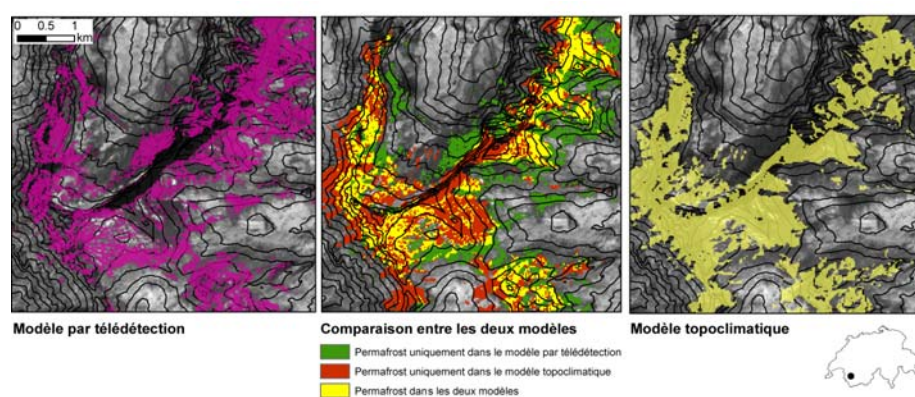 0 0.5 1
km
Modèle par télédétection
Comparaison entre les deux modèles
Modèle topoclimatique
Permafrost uniquement dans le modèle par télédétection
Permafrost uniquement dans le modèle topoclimatique
Permafrost dans les deux modèles